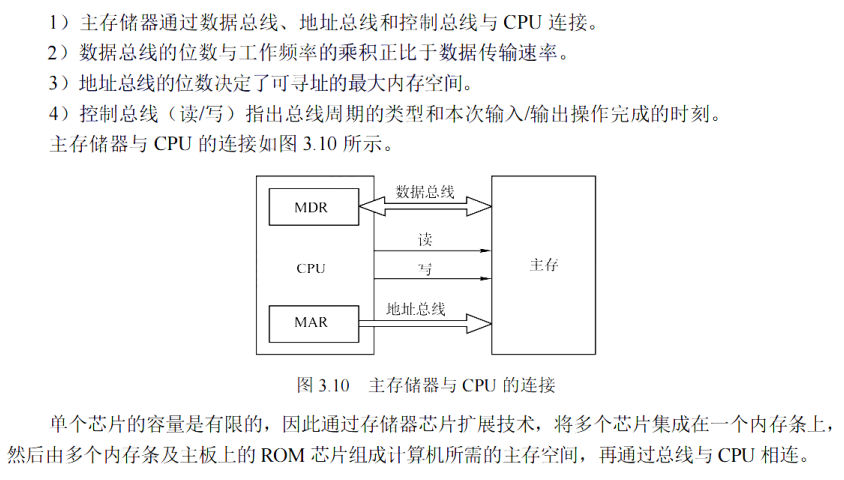 1）主存储器通过数据总线、地址总线和控制总线与 CPU 连接。
2）数据总线的位数与工作频率的乘积正比于数据传输速率。
3）地址总线的位数决定了可寻址的最大内存空间。
4）控制总线（读/写）指出总线周期的类型和本次输入/输出操作完成的时刻。
主存储器与 CPU 的连接如图 3.10 所示。
数据总线
MDR
读
CPU
写
主存
地址总线
MAR
图 3.10 主存储器与 CPU 的连接
单个芯片的容量是有限的，因此通过存储器芯片扩展技术，将多个芯片集成在一个内存条上，
然后由多个内存条及主板上的 ROM 芯片组成计算机所需的主存空间，再通过总线与 CPU 相连。